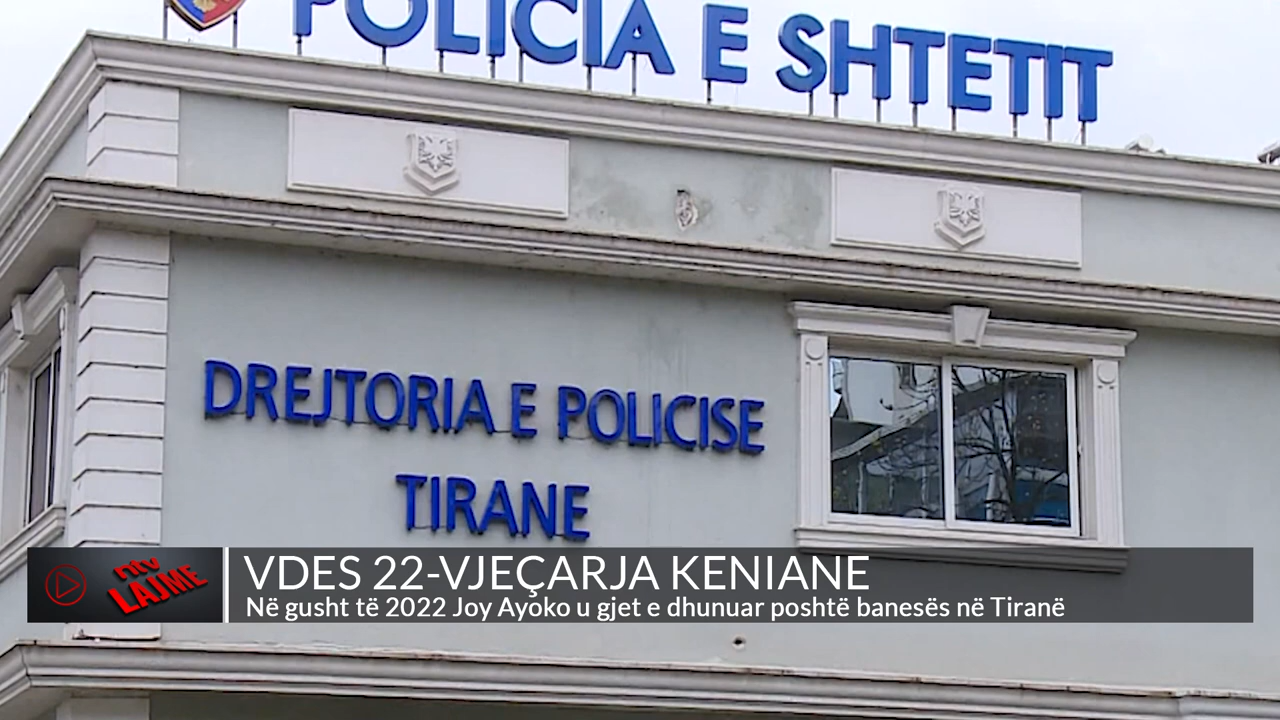 POLICIA E SHTETIT
DREJTORIA E POLICISE
TIRANE
ntv
LAJME
VDES 22-VJEÇARJA KENIANE
Në gusht të 2022 Joy Ayoko u gjet e dhunuar poshtë banesës në Tiranë